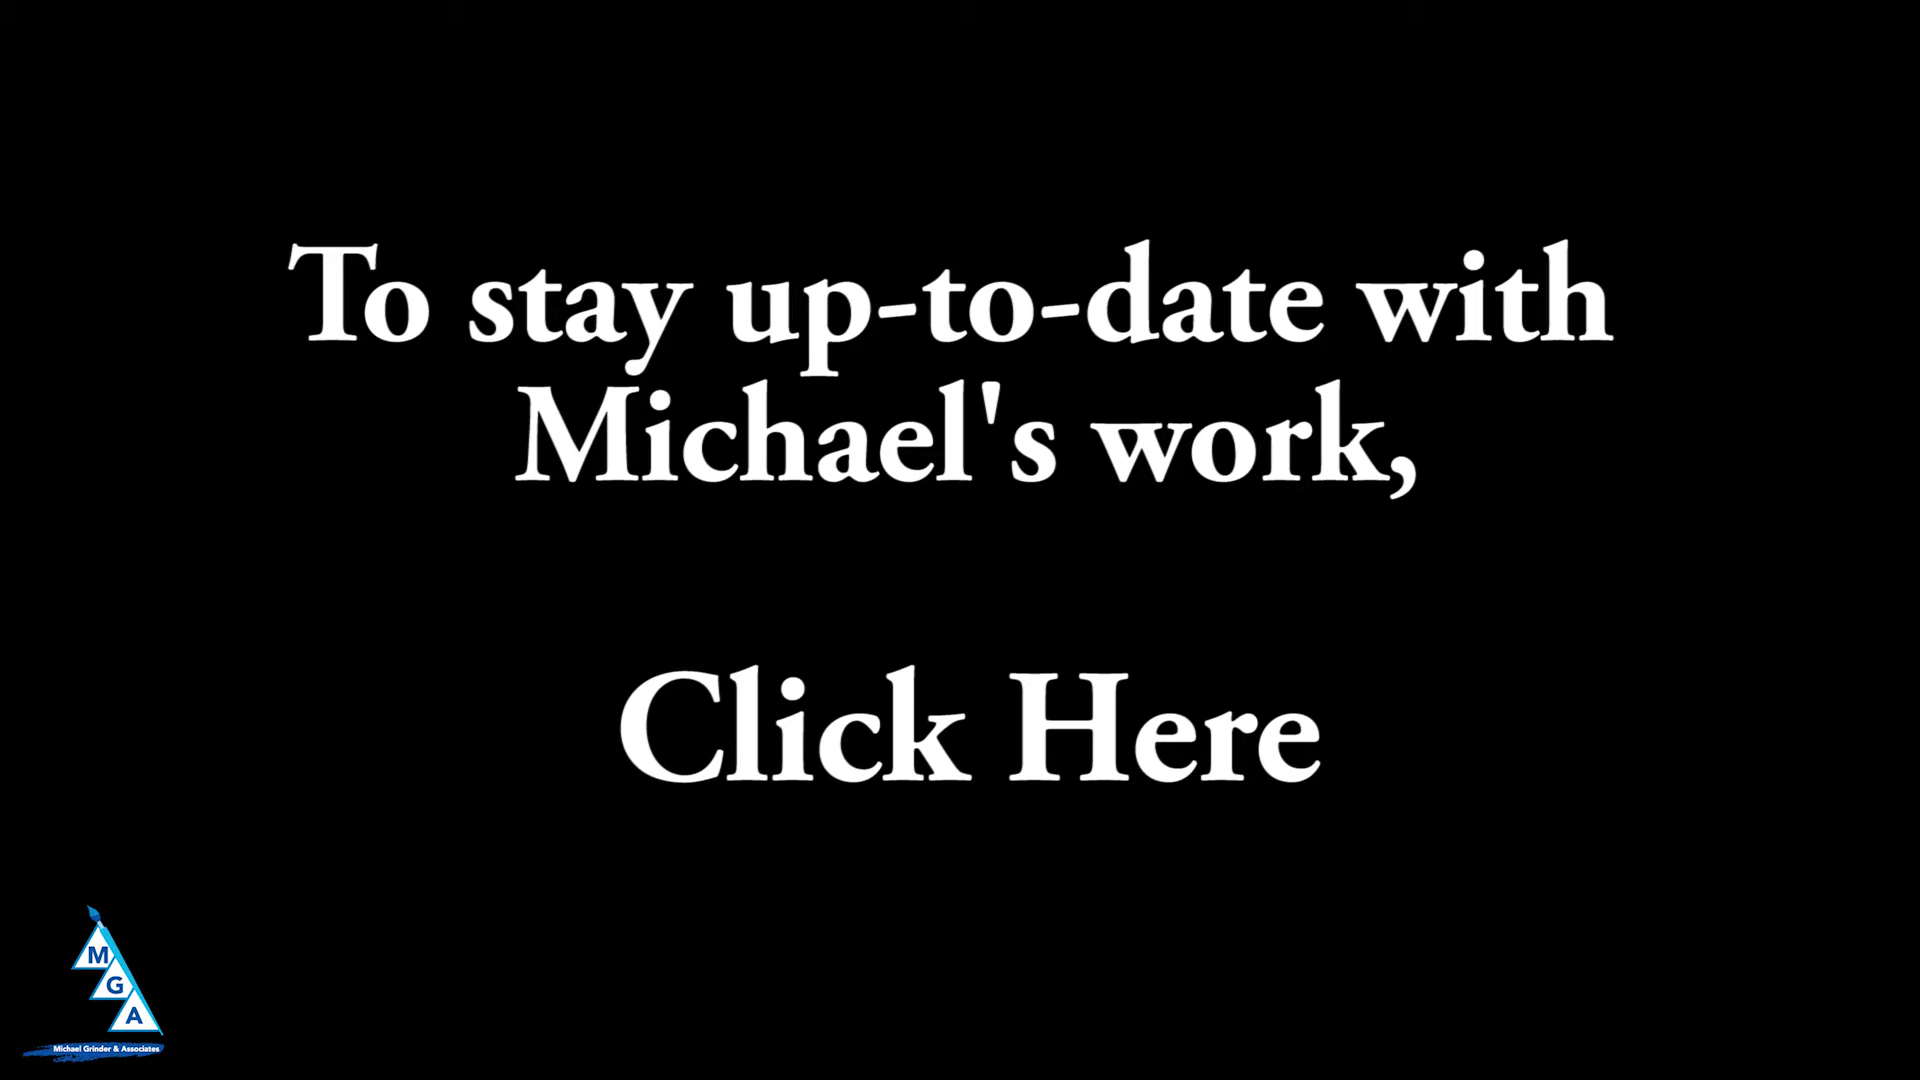 To stay up-to-date with
Michael's work,
Click Here
M
G
A
Michael Grinder & Associates